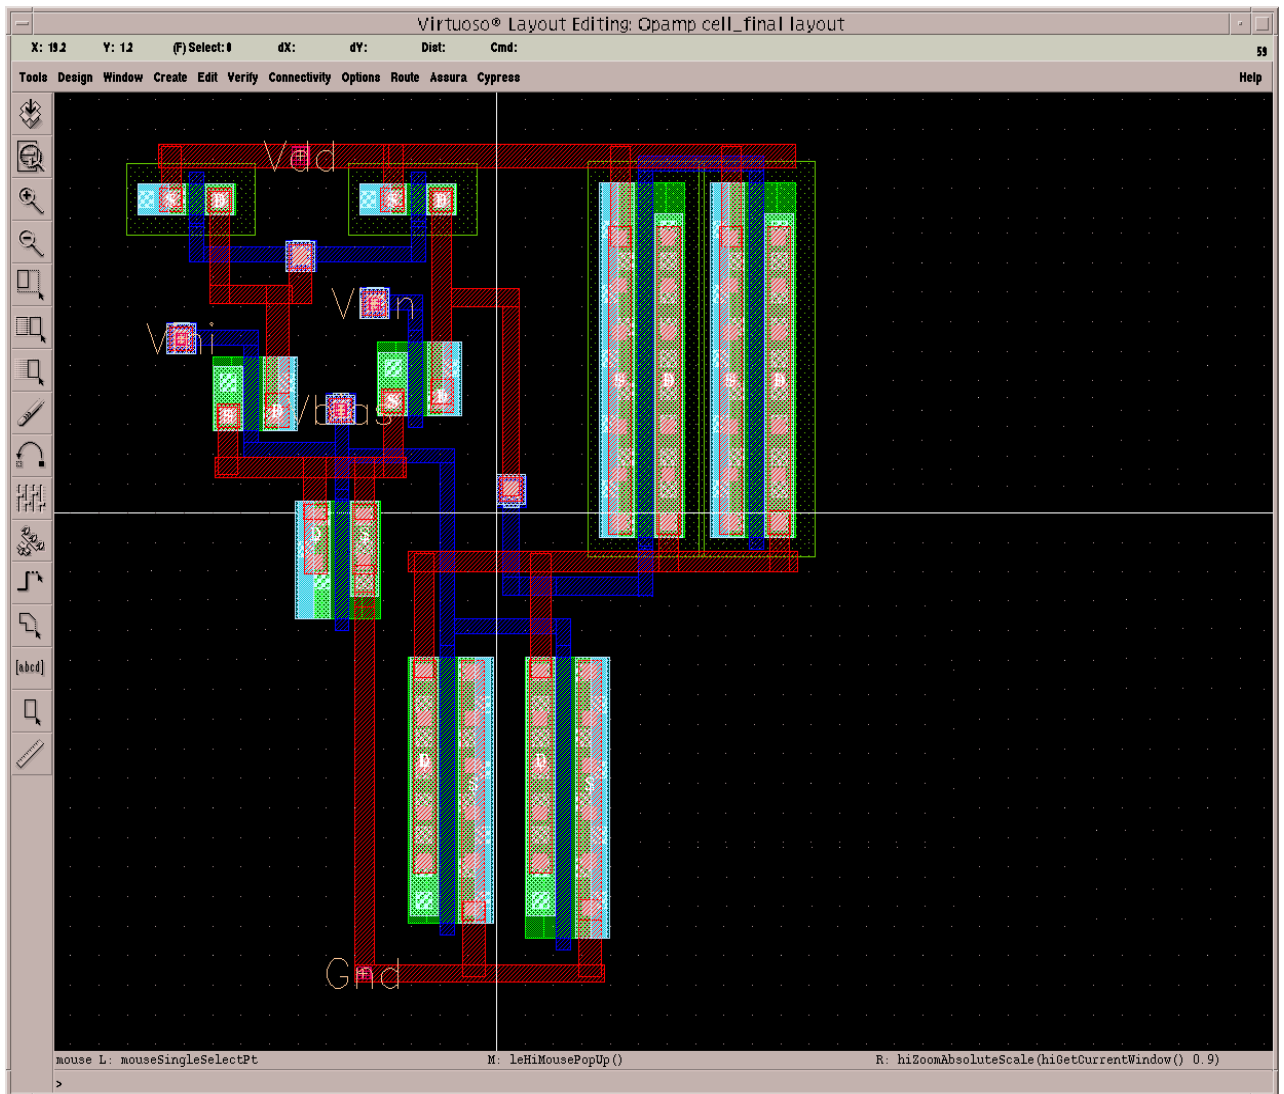 Virtuoso® Layout Editing: Opamp cell_final layout
X: 19.2 Y: 1.2 (F) Select: 0 dX: dY: Dist: Cmd: 59
Tools Design Window Create Edit Verify Connectivity Options Route Assura Cypress Help
Vdd
S D S D
V n
V ni
S D S D
S D Vbias S D
D S
D D
S S
[abcd]
Gnd
mouse L: mouseSingleSelectPt M: leHiMousePopUp() R: hiZoomAbsoluteScale(hiGetCurrentWindow() 0.9)
>